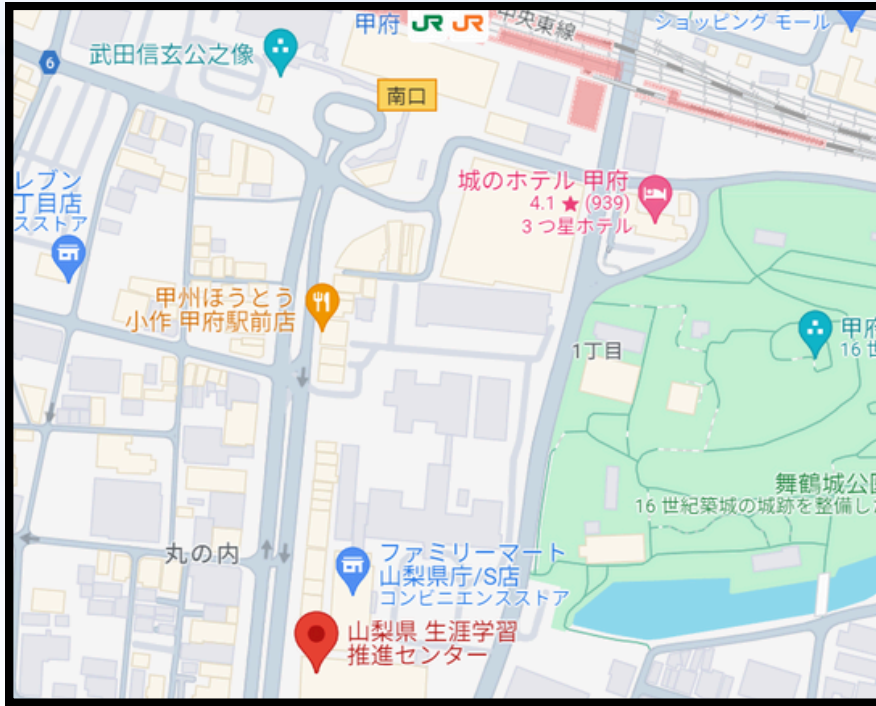 甲府 JR JR
中央東線
ショッピング モール
武田信玄公之像
6
南口
レブン
丁目店
スストア
城のホテル 甲府
4.1 ★ (939)
3 つ星ホテル
甲州ほうとう
小作 甲府駅前店
1丁目
甲府
16 世
舞鶴城公園
16 世紀築城の城跡を整備した
丸の内
ファミリーマート
山梨県庁/S店
コンビニエンスストア
山梨県 生涯学習
推進センター